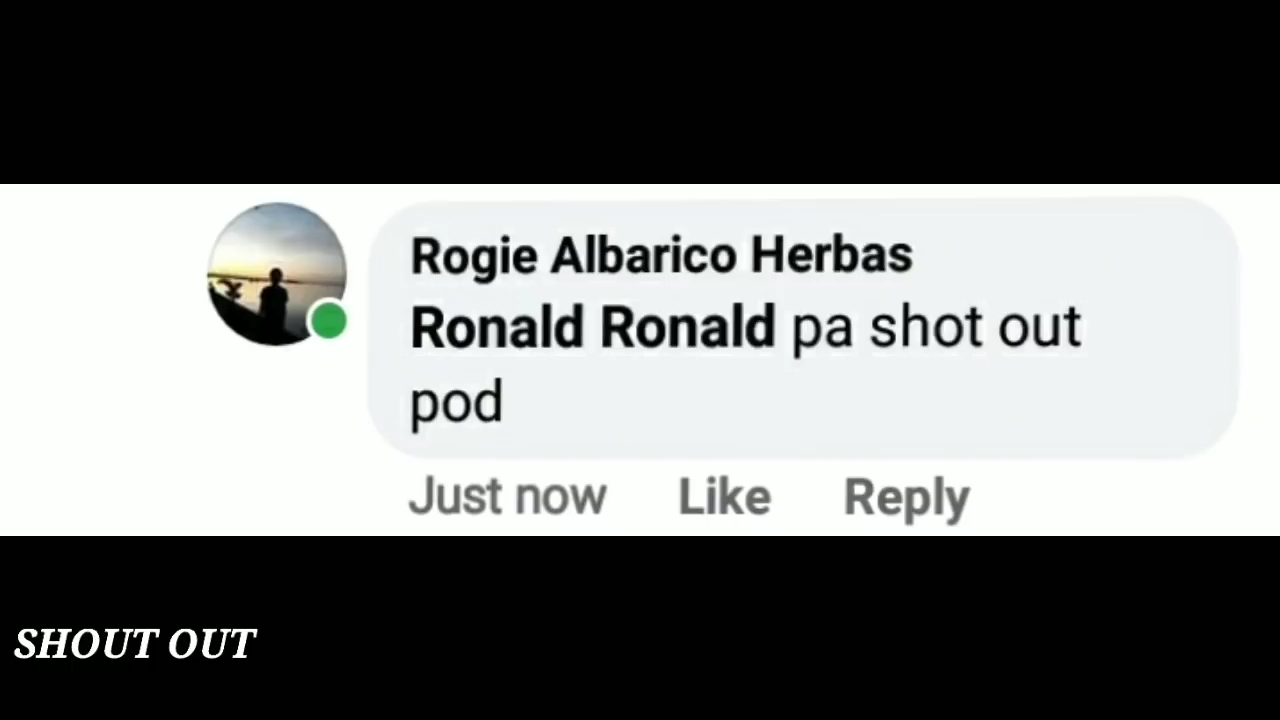 Rogie Albarico Herbas
Ronald Ronald pa shot out
pod
Just now Like Reply
SHOUT OUT